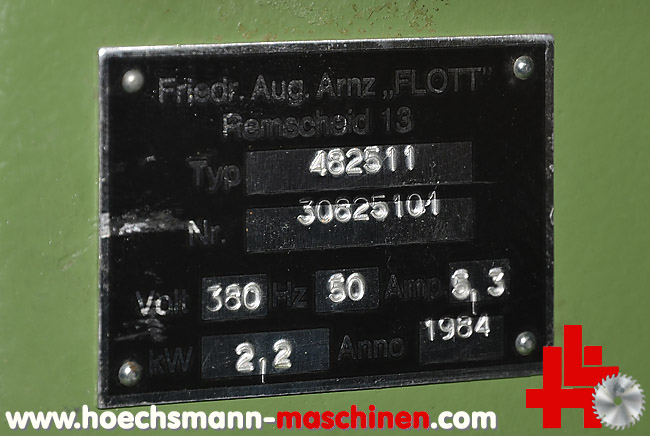 Friedr. Aug. Arnz „FLOTT"
Remscheid 13
Typ 482511
Nr. 30825101
Volt 380 Hz 50 Amp. 6,3
kW 2,2 Anno 1984
www.hoechsmann-maschinen.com